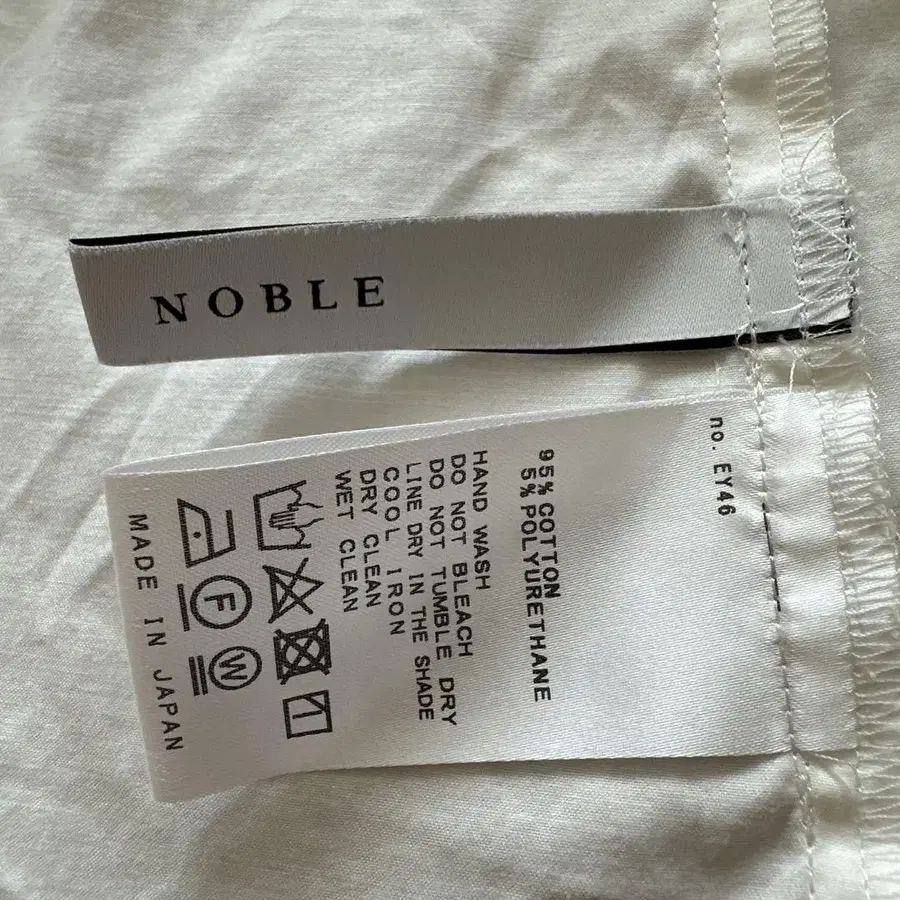 NOBLE
no. EY46
95% COTTON
5% POLYURETHANE
HAND WASH
DO NOT BLEACH
DO NOT TUMBLE DRY
LINE DRY IN THE SHADE
COOL IRON
DRY CLEAN
WET CLEAN
F
W
MADE IN JAPAN